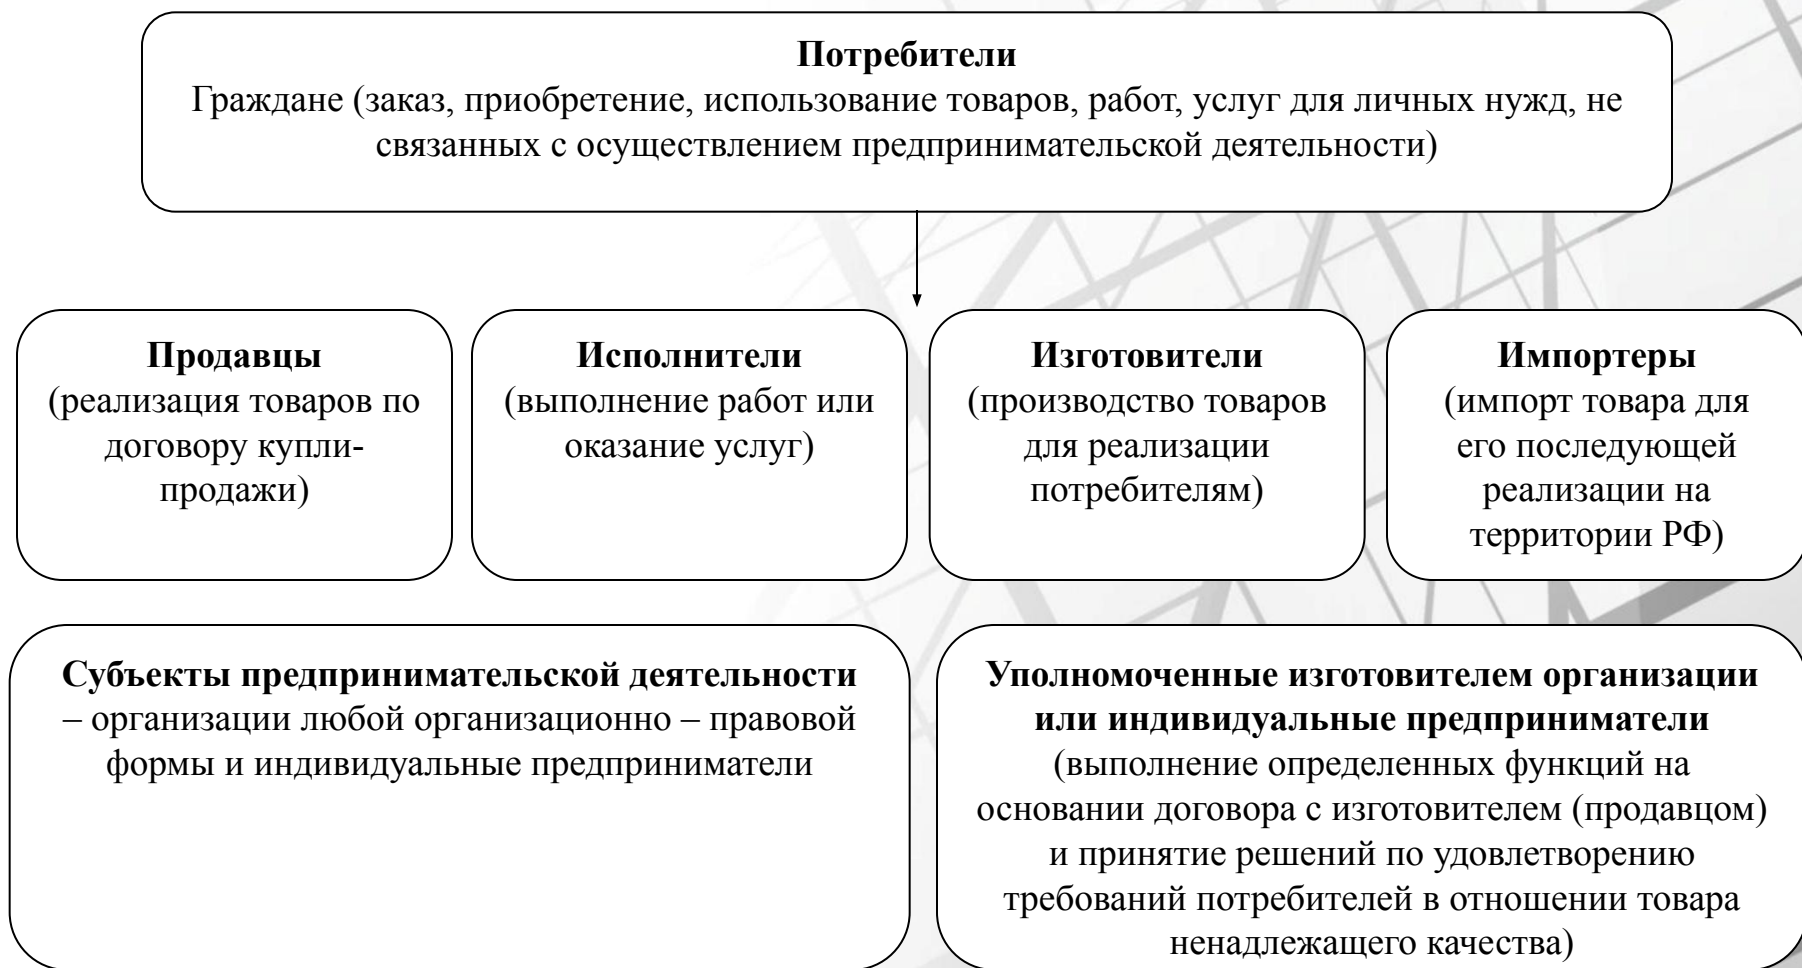 Потребители
Граждане (заказ, приобретение, использование товаров, работ, услуг для личных нужд, не
связанных с осуществлением предпринимательской деятельности)
Продавцы
(реализация товаров по
договору купли-
продажи)
Исполнители
(выполнение работ или
оказание услуг)
Изготовители
(производство товаров
для реализации
потребителям)
Импортеры
(импорт товара для
его последующей
реализации на
территории РФ)
Субъекты предпринимательской деятельности
– организации любой организационно – правовой
формы и индивидуальные предприниматели
Уполномоченные изготовителем организации
или индивидуальные предприниматели
(выполнение определенных функций на
основании договора с изготовителем (продавцом)
и принятие решений по удовлетворению
требований потребителей в отношении товара
ненадлежащего качества)